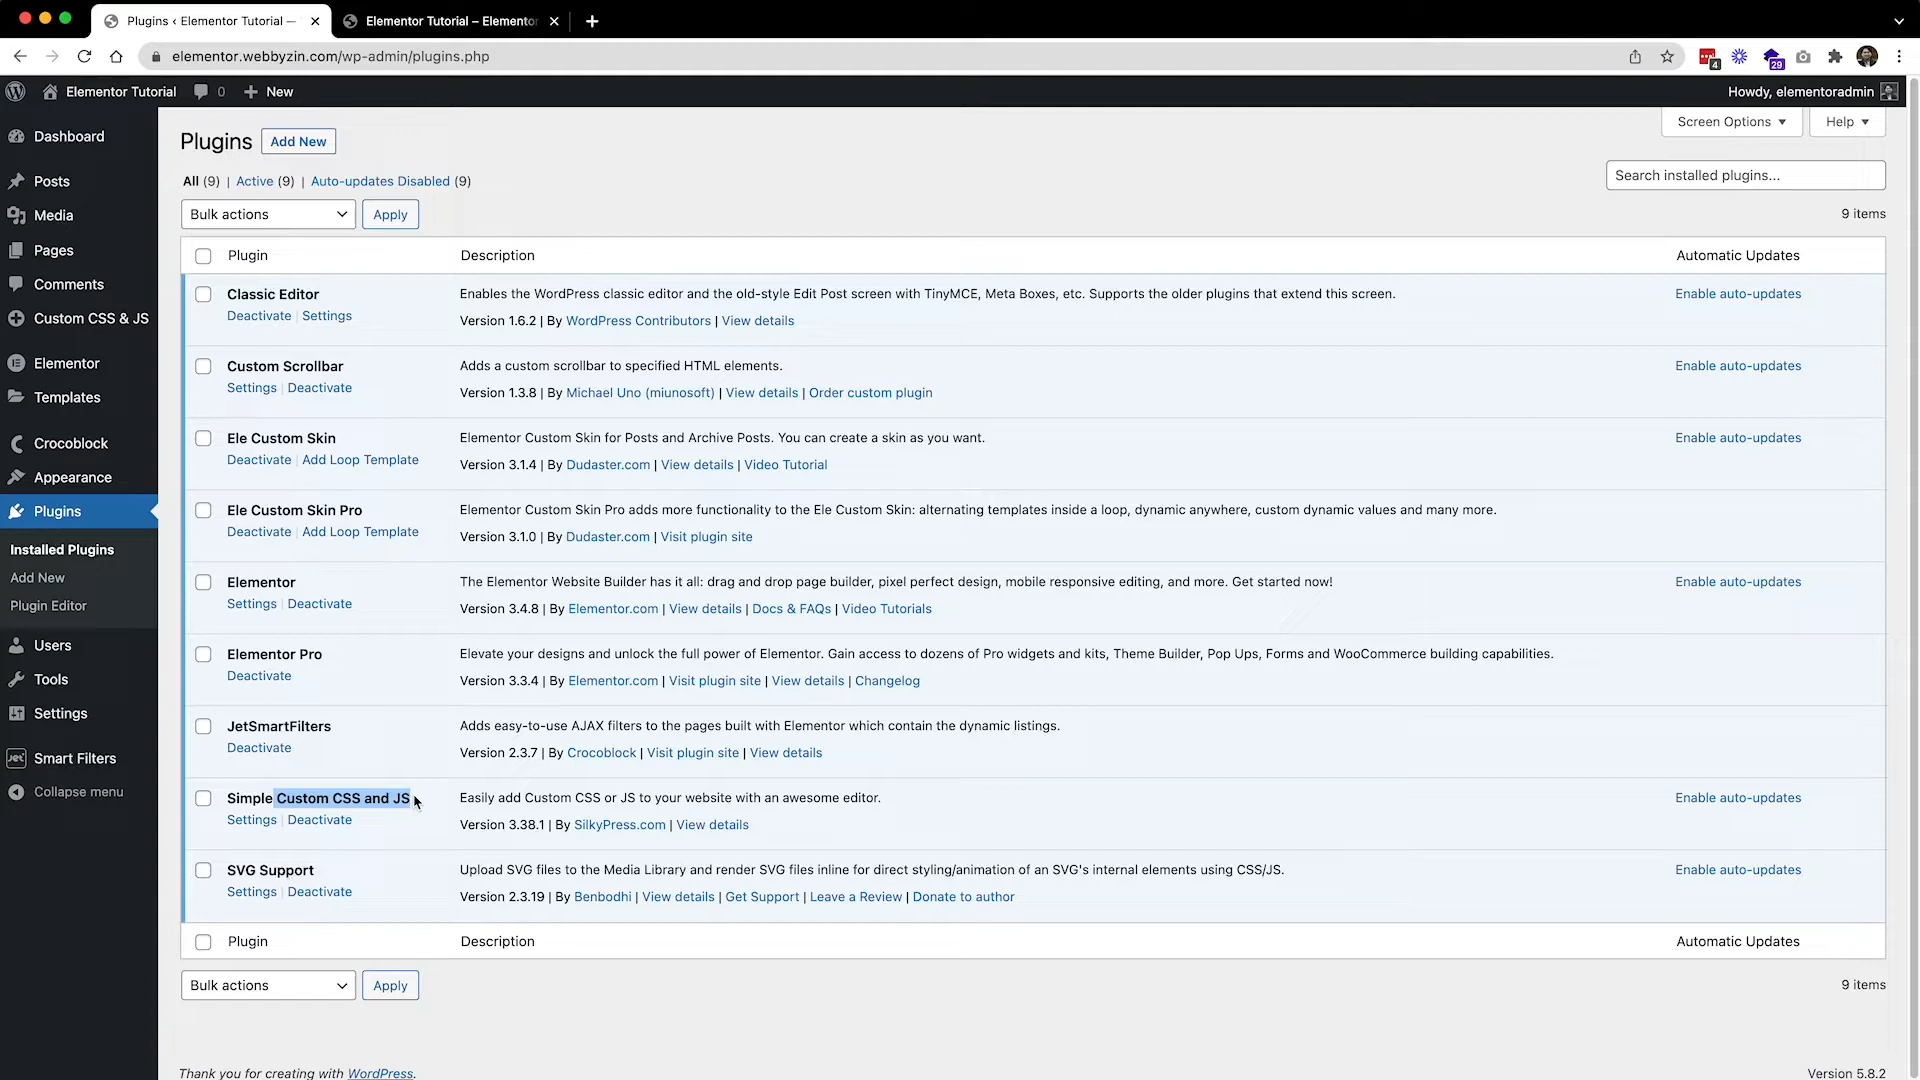 Plugins ‹ Elementor Tutorial —
Elementor Tutorial – Elemento
elementor.webbyzin.com/wp-admin/plugins.php
4
29
Elementor Tutorial
0
New
Howdy, elementoradmin
Dashboard
Posts
Media
Pages
Comments
Custom CSS & JS
Elementor
Templates
Crocoblock
Appearance
Plugins
Installed Plugins
Add New
Plugin Editor
Users
Tools
Settings
Jet
Smart Filters
Collapse menu
Plugins
Add New
Screen Options
Help
All (9) | Active (9) | Auto-updates Disabled (9)
Search installed plugins...
Bulk actions
Apply
9 items
Plugin
Description
Automatic Updates
Classic Editor
Deactivate | Settings
Enables the WordPress classic editor and the old-style Edit Post screen with TinyMCE, Meta Boxes, etc. Supports the older plugins that extend this screen.
Version 1.6.2 | By WordPress Contributors | View details
Enable auto-updates
Custom Scrollbar
Settings | Deactivate
Adds a custom scrollbar to specified HTML elements.
Version 1.3.8 | By Michael Uno (miunosoft) | View details | Order custom plugin
Enable auto-updates
Ele Custom Skin
Deactivate | Add Loop Template
Elementor Custom Skin for Posts and Archive Posts. You can create a skin as you want.
Version 3.1.4 | By Dudaster.com | View details | Video Tutorial
Enable auto-updates
Ele Custom Skin Pro
Deactivate | Add Loop Template
Elementor Custom Skin Pro adds more functionality to the Ele Custom Skin: alternating templates inside a loop, dynamic anywhere, custom dynamic values and many more.
Version 3.1.0 | By Dudaster.com | Visit plugin site
Elementor
Settings | Deactivate
The Elementor Website Builder has it all: drag and drop page builder, pixel perfect design, mobile responsive editing, and more. Get started now!
Version 3.4.8 | By Elementor.com | View details | Docs & FAQs | Video Tutorials
Enable auto-updates
Elementor Pro
Deactivate
Elevate your designs and unlock the full power of Elementor. Gain access to dozens of Pro widgets and kits, Theme Builder, Pop Ups, Forms and WooCommerce building capabilities.
Version 3.3.4 | By Elementor.com | Visit plugin site | View details | Changelog
JetSmartFilters
Deactivate
Adds easy-to-use AJAX filters to the pages built with Elementor which contain the dynamic listings.
Version 2.3.7 | By Crocoblock | Visit plugin site | View details
Simple Custom CSS and JS
Settings | Deactivate
Easily add Custom CSS or JS to your website with an awesome editor.
Version 3.38.1 | By SilkyPress.com | View details
Enable auto-updates
SVG Support
Settings | Deactivate
Upload SVG files to the Media Library and render SVG files inline for direct styling/animation of an SVG's internal elements using CSS/JS.
Version 2.3.19 | By Benbodhi | View details | Get Support | Leave a Review | Donate to author
Enable auto-updates
Plugin
Description
Automatic Updates
Bulk actions
Apply
9 items
Thank you for creating with WordPress.
Version 5.8.2